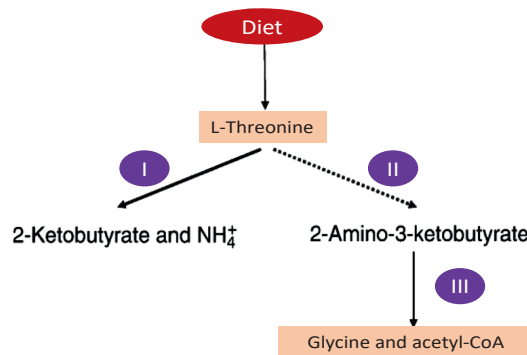 Diet
L-Threonine
I
II
2-Ketobutyrate and NH₄⁺
2-Amino-3-ketobutyrate
III
Glycine and acetyl-CoA